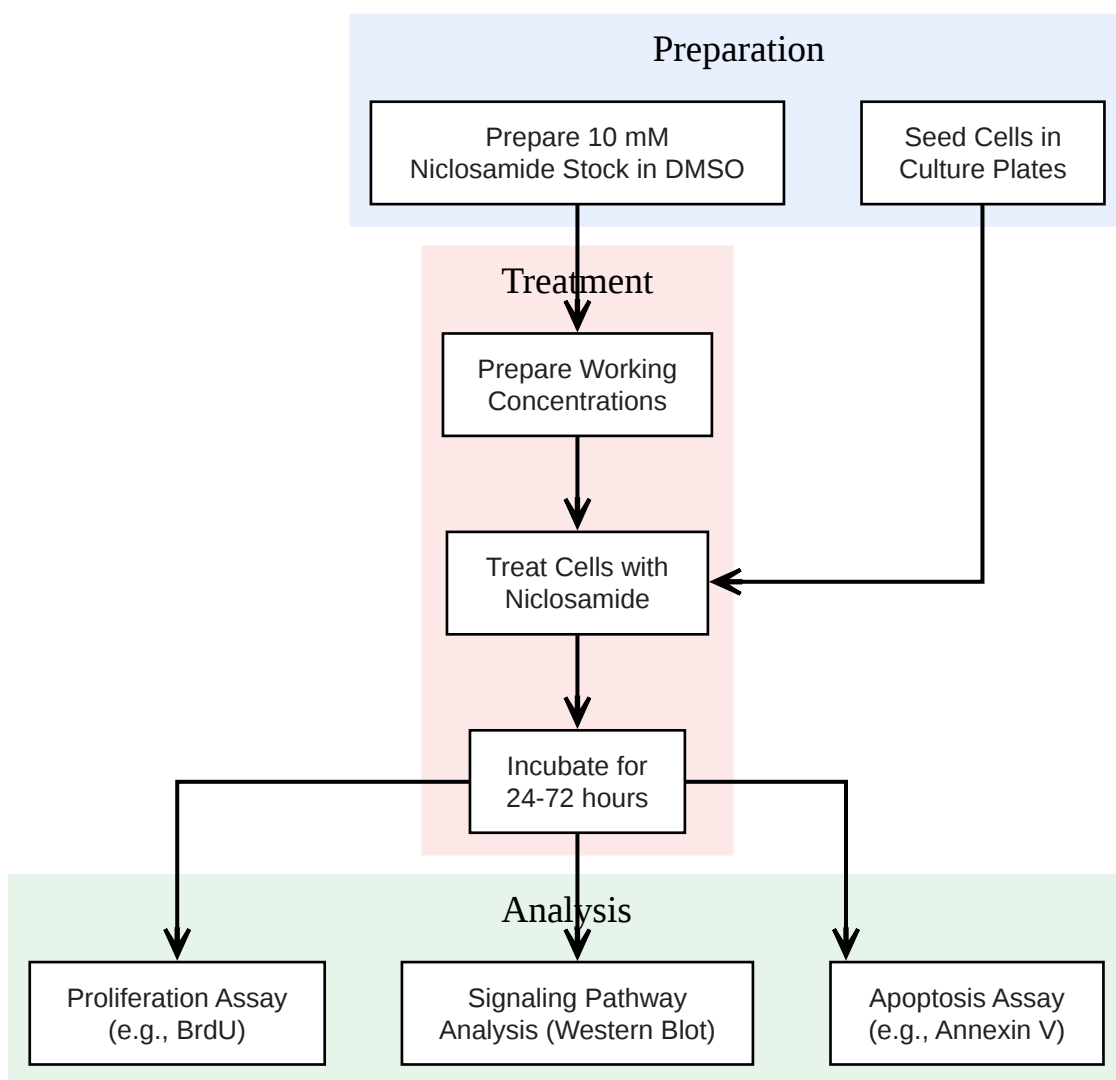 Preparation
Prepare 10 mM
Niclosamide Stock in DMSO
Seed Cells in
Culture Plates
Treatment
Prepare Working
Concentrations
Treat Cells with
Niclosamide
Incubate for
24-72 hours
Analysis
Proliferation Assay
(e.g., BrdU)
Signaling Pathway
Analysis (Western Blot)
Apoptosis Assay
(e.g., Annexin V)